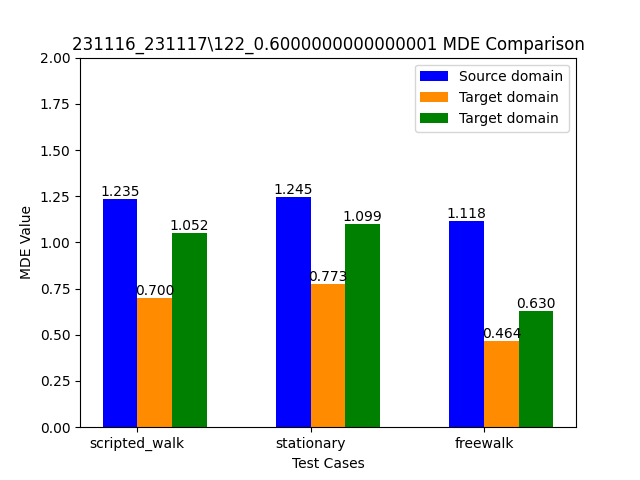 231116_231117\122_0.6000000000000001 MDE Comparison
2.00
1.75
1.50
1.25
1.00
0.75
0.50
0.25
0.00
MDE Value
Source domain
Target domain
Target domain
1.235
0.700
1.052
1.245
0.773
1.099
1.118
0.464
0.630
scripted_walk
stationary
freewalk
Test Cases